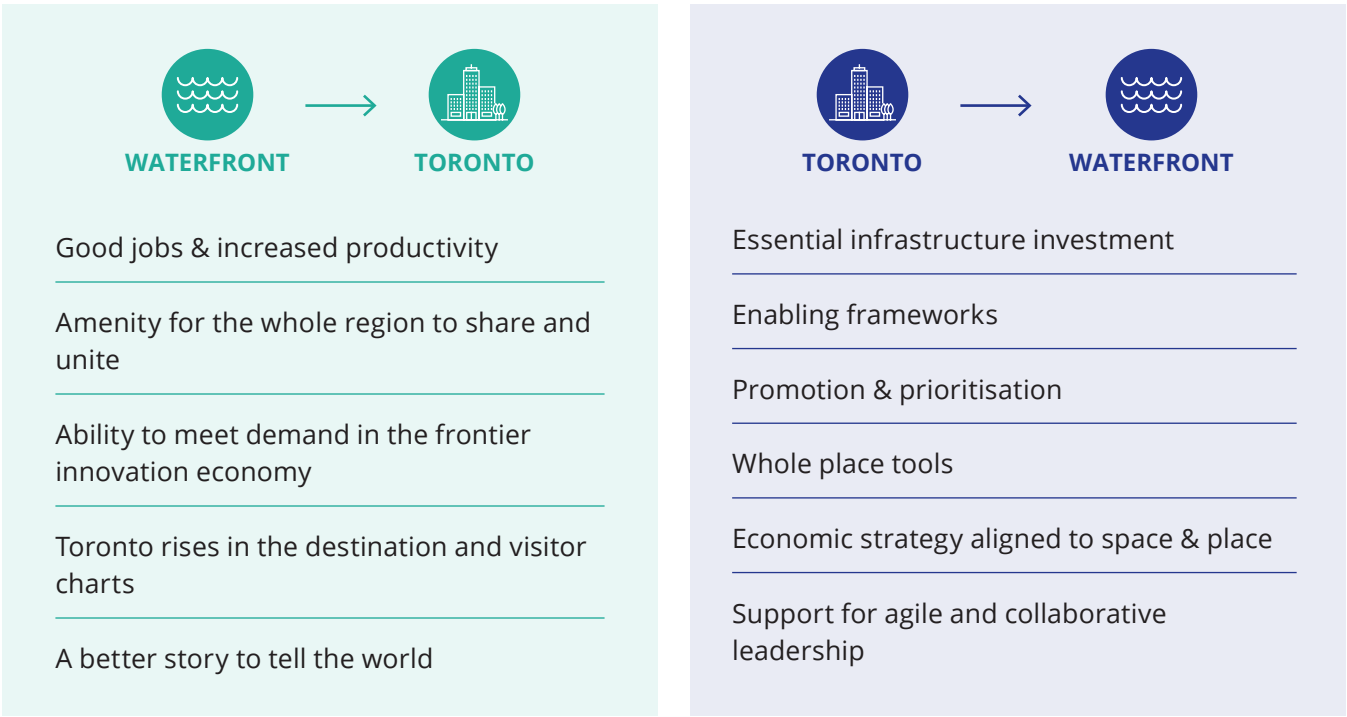 WATERFRONT
TORONTO
Good jobs & increased productivity
Amenity for the whole region to share and
unite
Ability to meet demand in the frontier
innovation economy
Toronto rises in the destination and visitor
charts
A better story to tell the world
TORONTO
WATERFRONT
Essential infrastructure investment
Enabling frameworks
Promotion & prioritisation
Whole place tools
Economic strategy aligned to space & place
Support for agile and collaborative
leadership